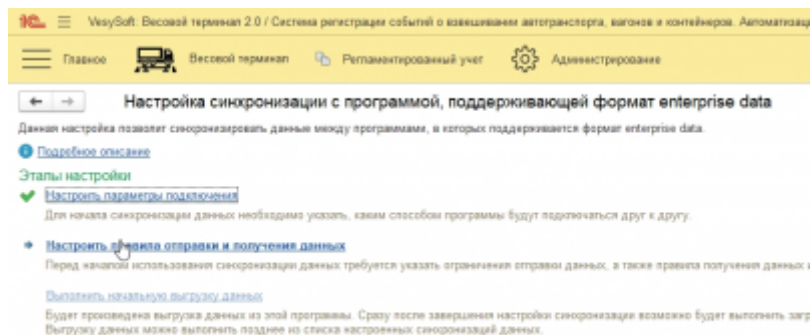 1С VesySoft: Весовой терминал 2.0 / Система регистрации событий о взвешивании автотранспорта, вагонов и контейнеров. Автоматизац
Главное Весовой терминал Регламентированный учет Администрирование
Настройка синхронизации с программой, поддерживающей формат enterprise data
Данная настройка позволит синхронизировать данные между программами, в которых поддерживается формат enterprise data.
Подробное описание
Этапы настройки
Настроить параметры подключения
Для начала синхронизации данных необходимо указать, каким способом программы будут подключаться друг к другу.
Настроить правила отправки и получения данных
Перед началом использования синхронизации данных требуется указать ограничения отправки данных, а также правила получения данных и
Выполнить начальную выгрузку данных
Будет произведена выгрузка данных из этой программы. Сразу после завершения настройки синхронизации возможно будет выполнить загр
Выгрузку данных можно выполнить позднее из списка настроенных синхронизаций данных.